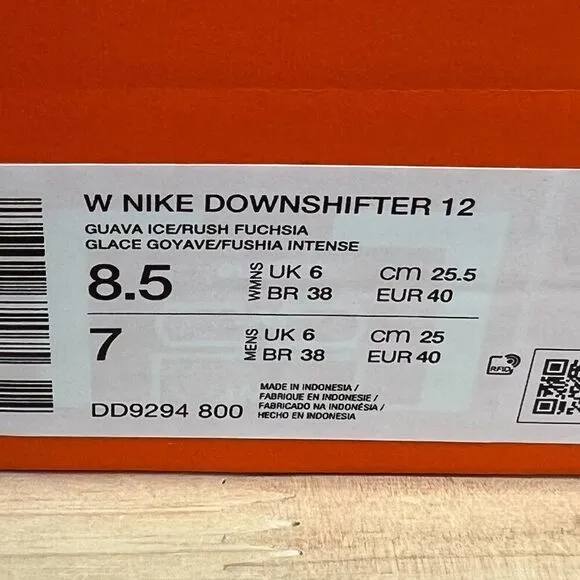 W NIKE DOWNSHIFTER 12
GUAVA ICE/RUSH FUCHSIA
GLACE GOYAVE/FUSHIA INTENSE
8.5 WMNS UK 6 cm 25.5
BR 38 EUR 40
7 MENS UK 6 cm 25
BR 38 EUR 40
RFID
DD9294 800
MADE IN INDONESIA /
FABRIQUE EN INDONESIE /
FABRICADO NA INDONÉSIA /
HECHO EN INDONESIA